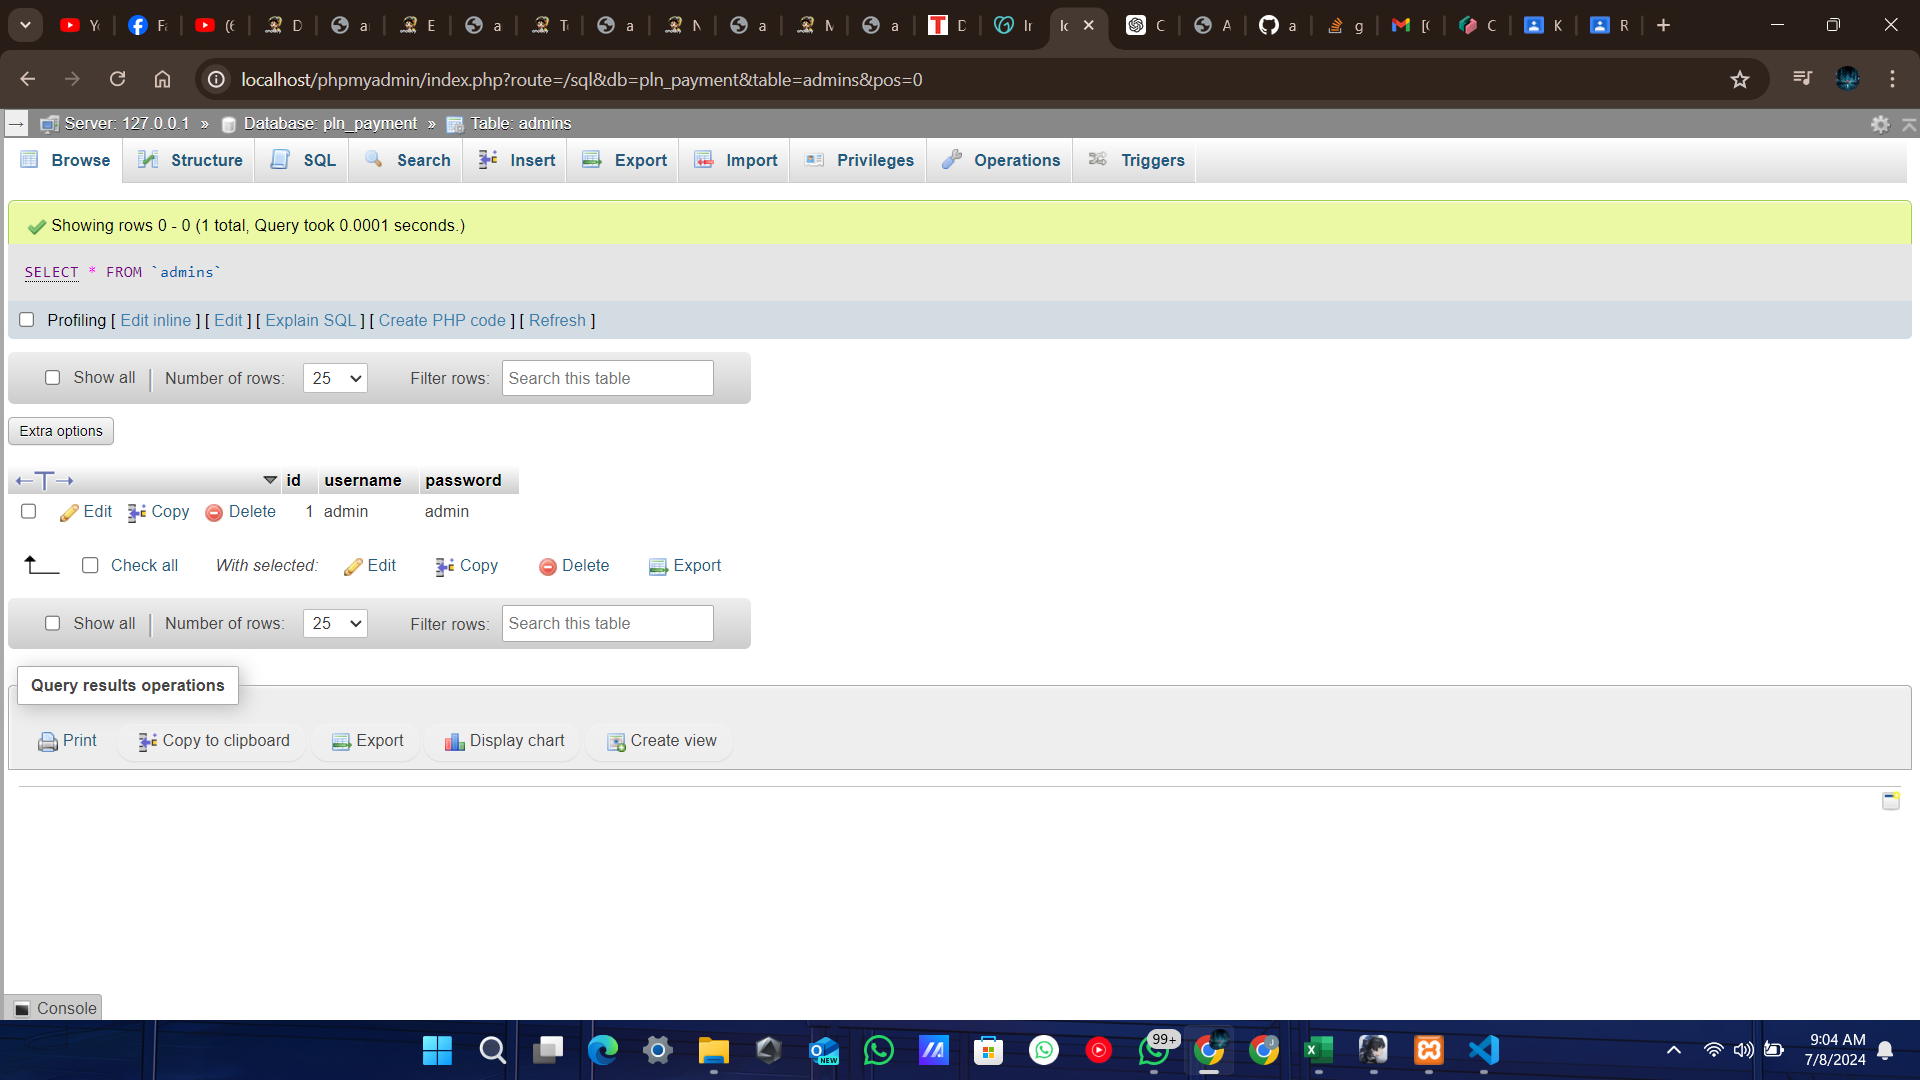 Y
F
(6
D
a
E
a
T
a
N
a
M
a
D
In
lo
C
A
a
g
[(
C
K
R
localhost/phpmyadmin/index.php?route=/sql&db=pln_payment&table=admins&pos=0
Server: 127.0.0.1 » Database: pln_payment » Table: admins
Browse Structure SQL Search Insert Export Import Privileges Operations Triggers
Showing rows 0 - 0 (1 total, Query took 0.0001 seconds.)
SELECT * FROM `admins`
Profiling [ Edit inline ] [ Edit ] [ Explain SQL ] [ Create PHP code ] [ Refresh ]
Show all Number of rows: 25 Filter rows: Search this table
Extra options
id username password
Edit Copy Delete 1 admin admin
Check all With selected: Edit Copy Delete Export
Show all Number of rows: 25 Filter rows: Search this table
Query results operations
Print Copy to clipboard Export Display chart Create view
Console
NEW
99+
9:04 AM
7/8/2024